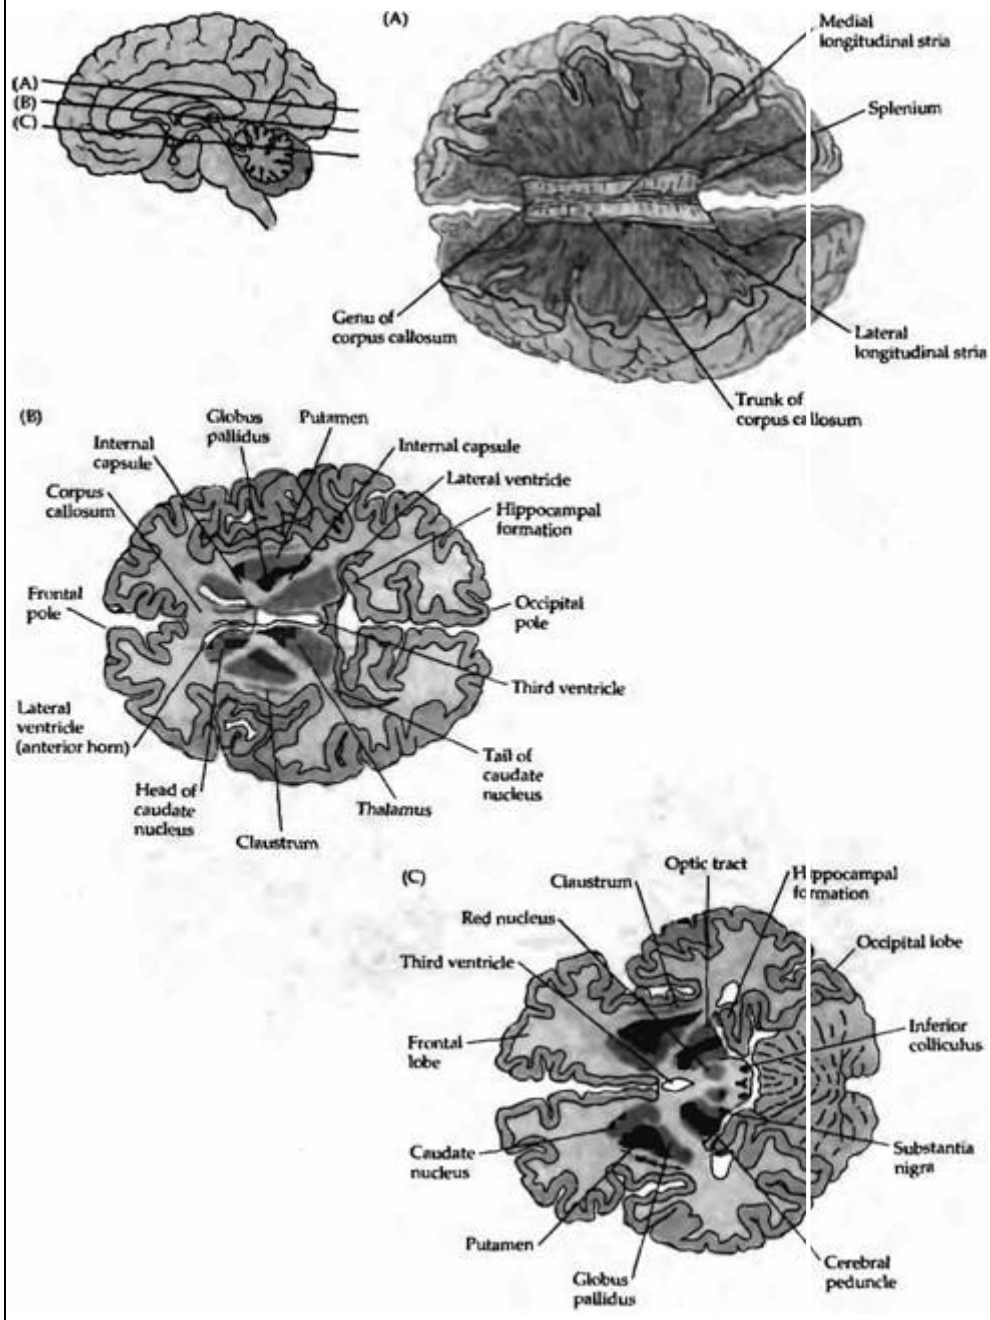 (A)
(B)
(C)
(A)
Medial
longitudinal stria
Splenium
Genu of
corpus callosum
Lateral
longitudinal stria
Trunk of
corpus callosum
(B)
Globus
pallidus
Putamen
Internal
capsule
Internal capsule
Corpus
callosum
Lateral ventricle
Hippocampal
formation
Frontal
pole
Occipital
pole
Third ventricle
Lateral
ventricle
(anterior horn)
Tail of
caudate
nucleus
Head of
caudate
nucleus
Thalamus
Claustrum
(C)
Optic tract
Claustrum
Hippocampal
formation
Red nucleus
Occipital lobe
Third ventricle
Inferior
colliculus
Frontal
lobe
Caudate
nucleus
Substantia
nigra
Putamen
Cerebral
peduncle
Globus
pallidus